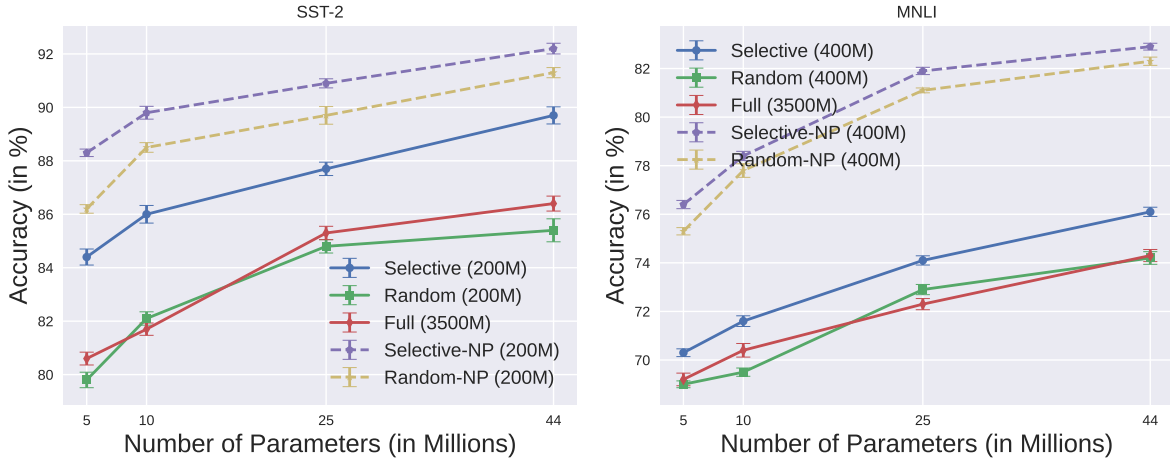 SST-2
Accuracy (in %)
92
90
88
86
84
82
80
Selective (200M)
Random (200M)
Full (3500M)
Selective-NP (200M)
Random-NP (200M)
5 10 25 44
Number of Parameters (in Millions)
MNLI
Accuracy (in %)
82
80
78
76
74
72
70
Selective (400M)
Random (400M)
Full (3500M)
Selective-NP (400M)
Random-NP (400M)
5 10 25 44
Number of Parameters (in Millions)